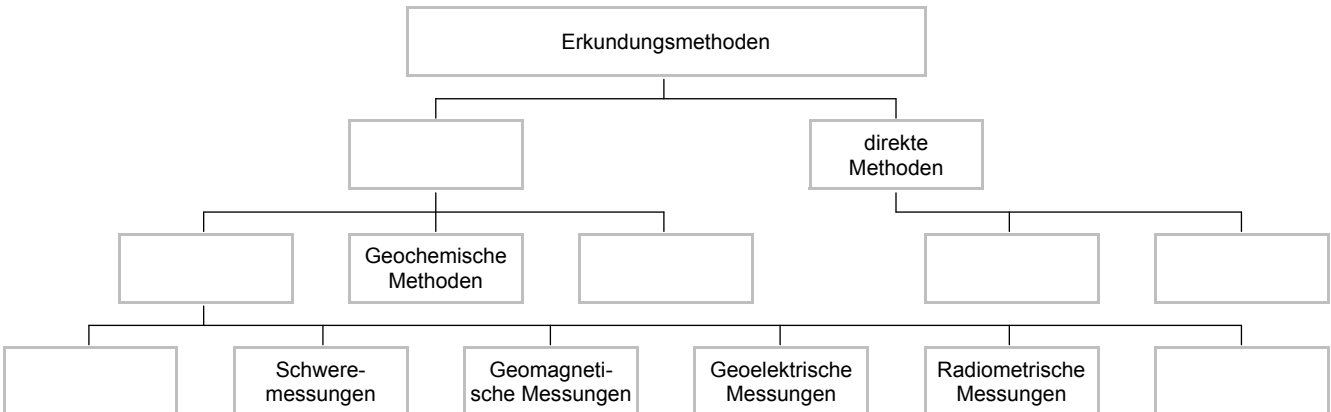 Erkundungsmethoden
direkte
Methoden
Geochemische
Methoden
Schwere-
messungen
Geomagneti-
sche Messungen
Geoelektrische
Messungen
Radiometrische
Messungen